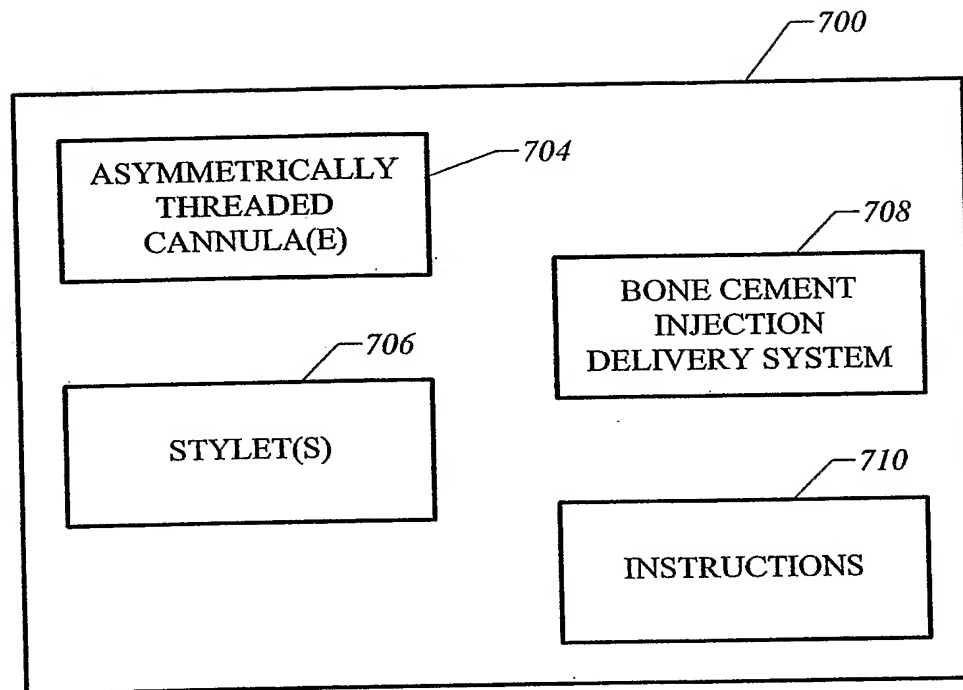 700
ASYMMETRICALLY
THREADED
CANNULA(E)
704
708
BONE CEMENT
INJECTION
DELIVERY SYSTEM
706
STYLET(S)
710
INSTRUCTIONS